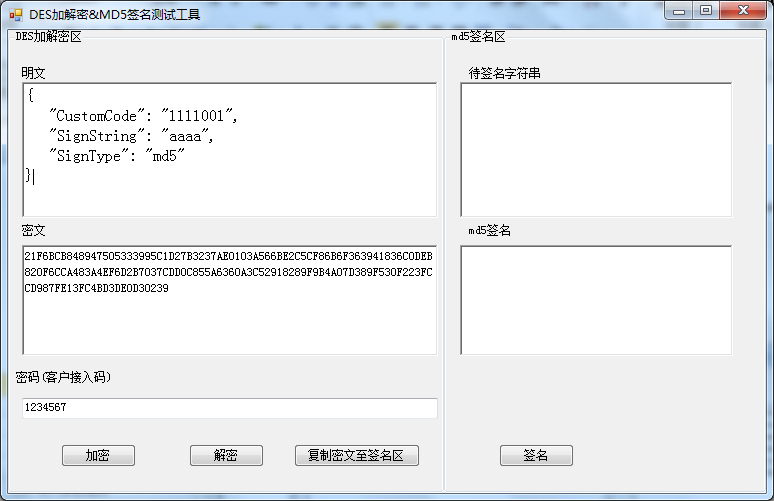 DES加解密&MD5签名测试工具
DES加解密区
明文
{
"CustomCode": "1111001",
"SignString": "aaaa",
"SignType": "md5"
}
密文
21F6BCB848947505333995C1D27B3237AE0103A566BE2C5CF86B6F363941836C0DEB
820F6CCA483A4EF6D2B7037CDD0C855A6360A3C52918289F9B4A07D389F530F223FC
CD987FE13FC4BD3DE0D30239
密码(客户接入码)
1234567
加密
解密
复制密文至签名区
md5签名区
待签名字符串
md5签名
签名